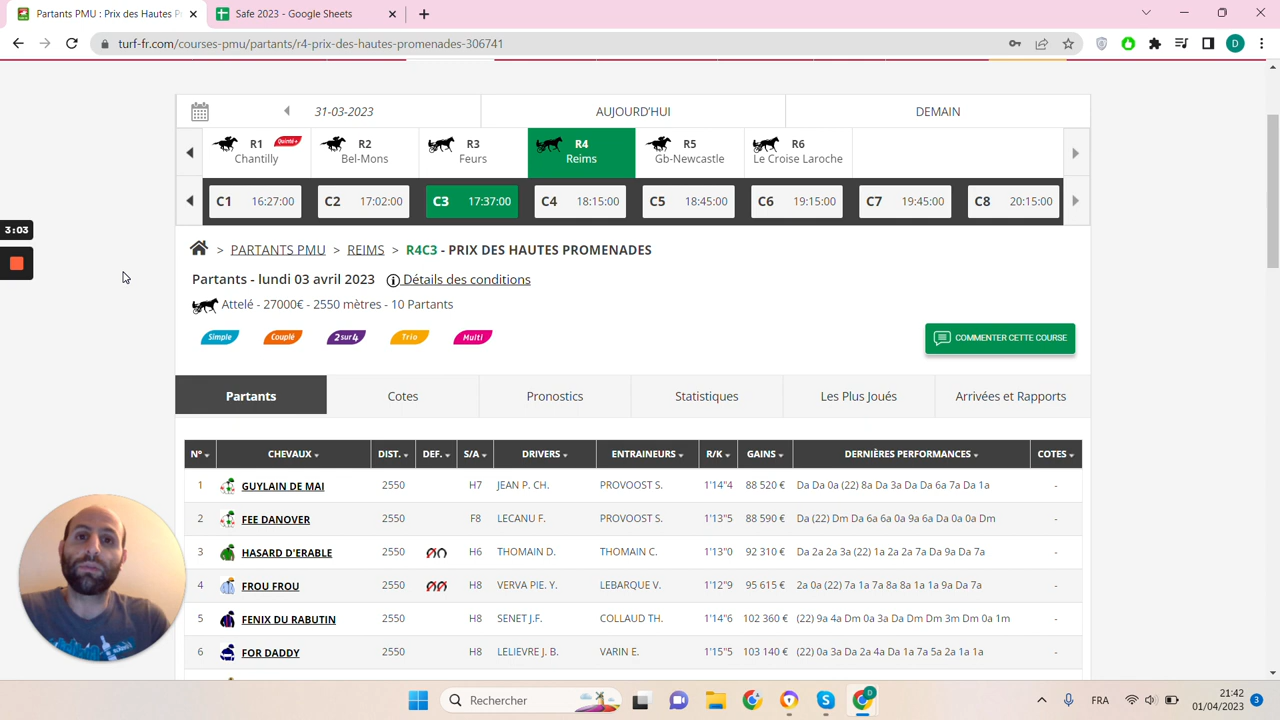 Partants PMU : Prix des Hautes P
Safe 2023 - Google Sheets
turf-fr.com/courses-pmu/partants/r4-prix-des-hautes-promenades-306741
D
31-03-2023 AUJOURD'HUI DEMAIN
R1 Quinté+ R2 R3 R4 R5 R6
Chantilly Bel-Mons Feurs Reims Gb-Newcastle Le Croise Laroche
C1 16:27:00 C2 17:02:00 C3 17:37:00 C4 18:15:00 C5 18:45:00 C6 19:15:00 C7 19:45:00 C8 20:15:00
3:03
> PARTANTS PMU > REIMS > R4C3 - PRIX DES HAUTES PROMENADES
Partants - lundi 03 avril 2023 Détails des conditions
Attelé - 27000€ - 2550 mètres - 10 Partants
Simple Couplé 2sur4 Trio Multi
COMMENTER CETTE COURSE
Partants Cotes Pronostics Statistiques Les Plus Joués Arrivées et Rapports
N° CHEVAUX DIST. DEF. S/A DRIVERS ENTRAINEURS R/K GAINS DERNIÈRES PERFORMANCES COTES
1 GUYLAIN DE MAI 2550 H7 JEAN P. CH. PROVOOST S. 1'14"4 88 520 € Da Da 0a (22) 8a Da 3a Da Da 6a 7a Da 1a -
2 FEE DANOVER 2550 F8 LECANU F. PROVOOST S. 1'13"5 88 590 € Da (22) Dm Da 6a 6a 0a 9a 6a Da 0a 0a Dm -
3 HASARD D'ERABLE 2550 H6 THOMAIN D. THOMAIN C. 1'13"0 92 310 € Da 2a 2a 3a (22) 1a 2a 2a 7a Da 9a Da 7a -
4 FROU FROU 2550 H8 VERVA PIE. Y. LEBARQUE V. 1'12"9 95 615 € 2a 0a (22) 7a 1a 7a 8a 8a 1a 1a 9a Da 7a -
5 FENIX DU RABUTIN 2550 H8 SENET J.F. COLLAUD TH. 1'14"6 102 360 € (22) 9a 4a Dm 0a 3a Da Dm Dm 3m Dm 0a 1m -
6 FOR DADDY 2550 H8 LELIEVRE J. B. VARIN E. 1'15"5 103 140 € (22) 0a 3a Da 2a 4a Da 1a 7a 5a 2a 1a 1a -
Rechercher
D
FRA
21:42
01/04/2023
3